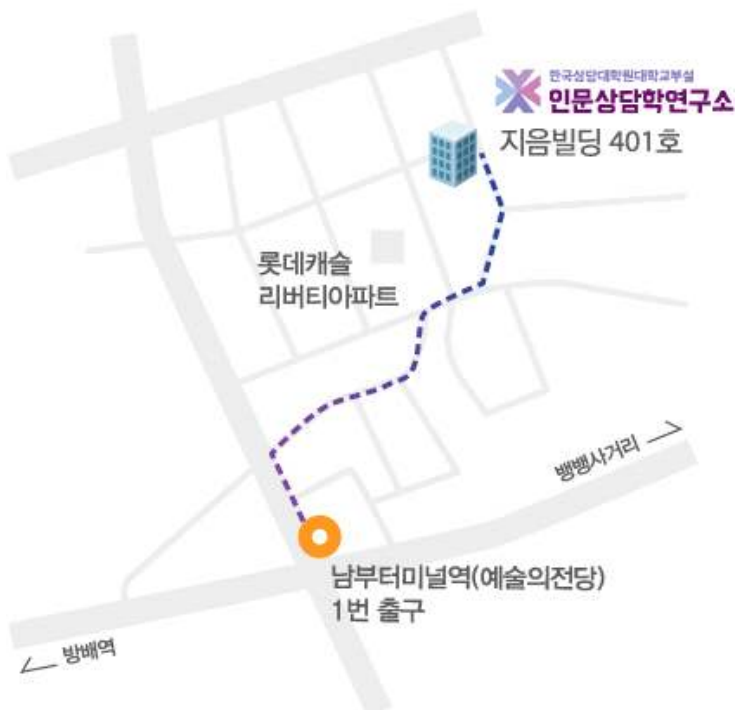 한국상담대학원대학교부설
인문상담학연구소
지음빌딩 401호
롯데캐슬
리버티아파트
뱅뱅사거리
남부터미널역(예술의전당)
1번 출구
방배역